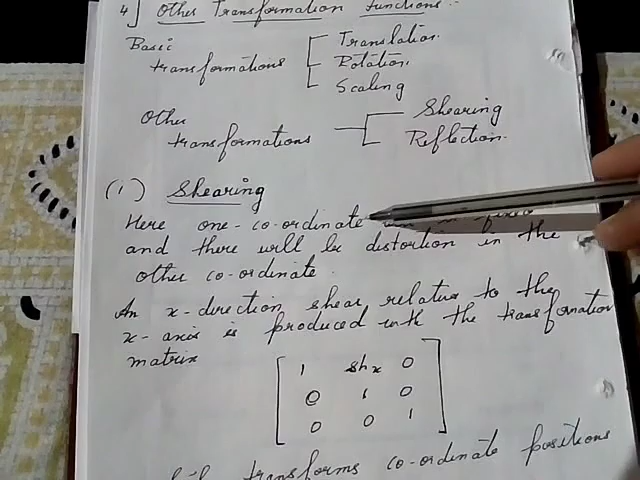 4] Other Transformation Functions :-
Basic transformations
Translation.
Rotation.
Scaling
Other transformations
Shearing
Reflection.
(1) Shearing
Here one-co-ordinate
and there will be distortion in the
other co-ordinate.
An x-direction shear relative to the
x-axis is produced with the transformation
matrix
1 shx 0
0 1 0
0 0 1
transforms co-ordinate positions